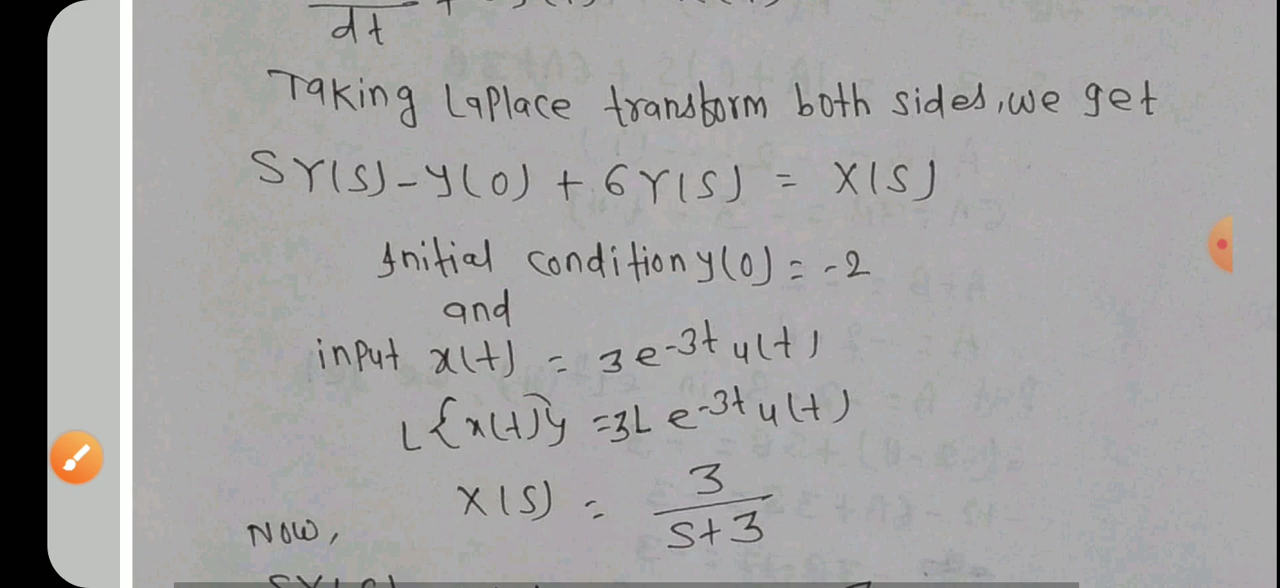 dt
Taking Laplace transform both sides, we get
SY(S) - y(0) + 6Y(S) = X(S)
Initial condition y(0) = -2
and
input x(t) = 3e^-3t u(t)
L{x(t)} = 3L e^-3t u(t)
X(S) = 3/(S+3)
Now,